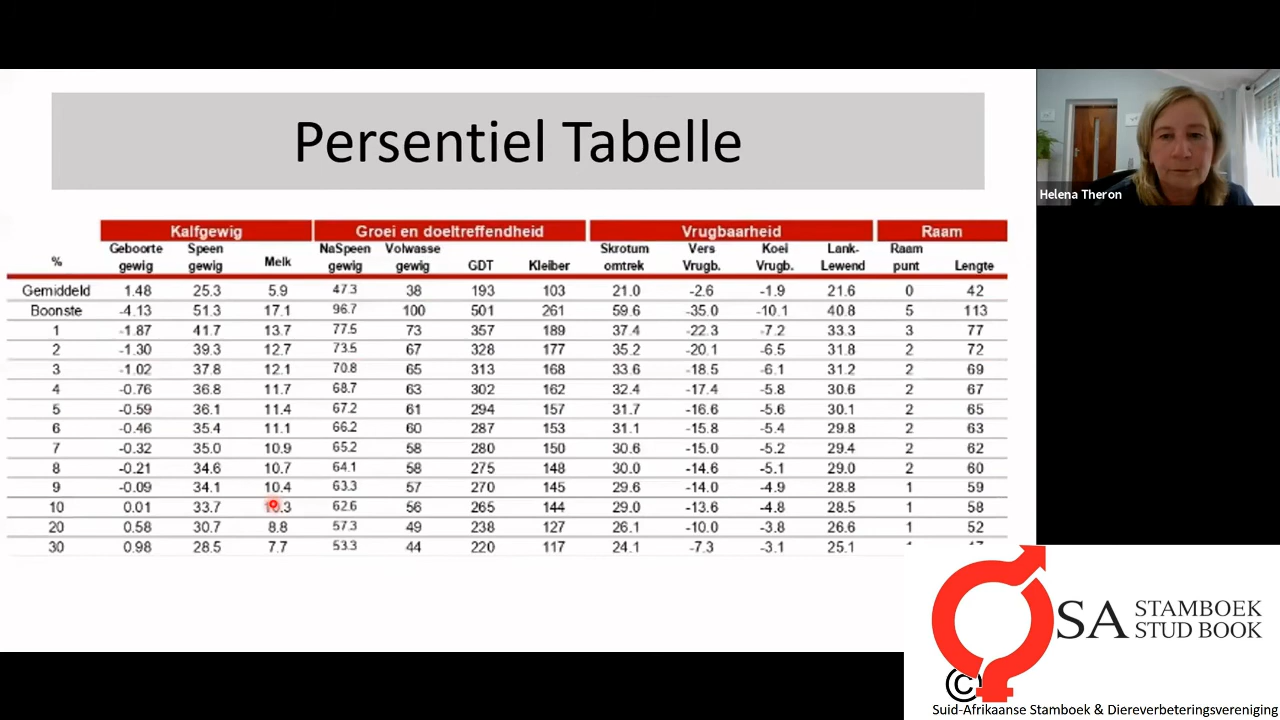 Persentiel Tabelle
Helena Theron
Kalfgewig Groei en doeltreffendheid Vrugbaarheid Raam
% Geboorte gewig Speen gewig Melk NaSpeen gewig Volwasse gewig GDT Kleiber Skrotum omtrek Vers Vrugb. Koei Vrugb. Lank- Lewend Raam punt Lengte
Gemiddeld 1.48 25.3 5.9 47.3 38 193 103 21.0 -2.6 -1.9 21.6 0 42
Boonste -4.13 51.3 17.1 96.7 100 501 261 59.6 -35.0 -10.1 40.8 5 113
1 -1.87 41.7 13.7 77.5 73 357 189 37.4 -22.3 -7.2 33.3 3 77
2 -1.30 39.3 12.7 73.5 67 328 177 35.2 -20.1 -6.5 31.8 2 72
3 -1.02 37.8 12.1 70.8 65 313 168 33.6 -18.5 -6.1 31.2 2 69
4 -0.76 36.8 11.7 68.7 63 302 162 32.4 -17.4 -5.8 30.6 2 67
5 -0.59 36.1 11.4 67.2 61 294 157 31.7 -16.6 -5.6 30.1 2 65
6 -0.46 35.4 11.1 66.2 60 287 153 31.1 -15.8 -5.4 29.8 2 63
7 -0.32 35.0 10.9 65.2 58 280 150 30.6 -15.0 -5.2 29.4 2 62
8 -0.21 34.6 10.7 64.1 58 275 148 30.0 -14.6 -5.1 29.0 2 60
9 -0.09 34.1 10.4 63.3 57 270 145 29.6 -14.0 -4.9 28.8 1 59
10 0.01 33.7 10.3 62.6 56 265 144 29.0 -13.6 -4.8 28.5 1 58
20 0.58 30.7 8.8 57.3 49 238 127 26.1 -10.0 -3.8 26.6 1 52
30 0.98 28.5 7.7 53.3 44 220 117 24.1 -7.3 -3.1 25.1
SA STAMBOEK
STUD BOOK
©
Suid-Afrikaanse Stamboek & Diereverbeteringsvereniging